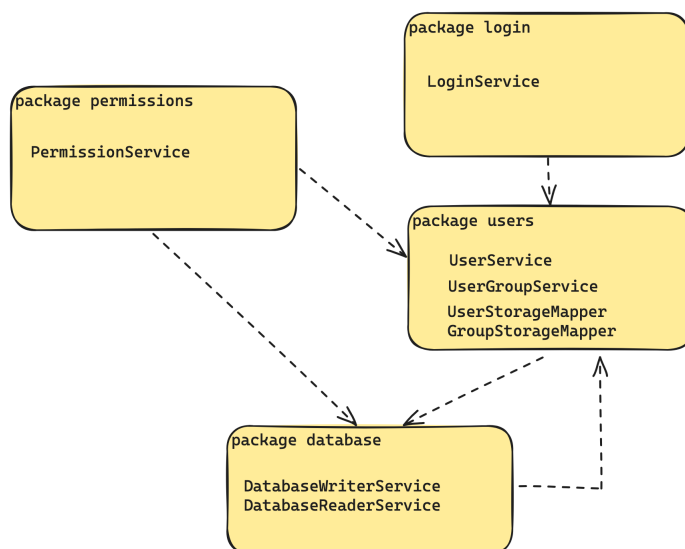 package login
LoginService
package permissions
PermissionService
package users
UserService
UserGroupService
UserStorageMapper
GroupStorageMapper
package database
DatabaseWriterService
DatabaseReaderService